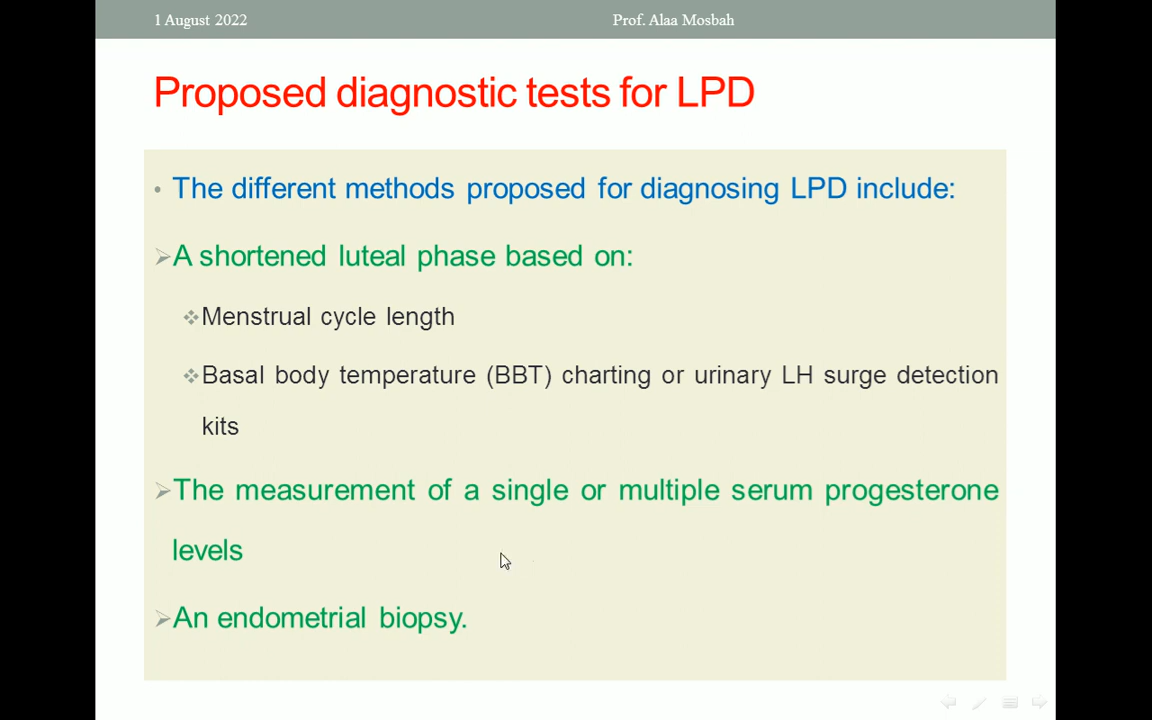 1 August 2022 Prof. Alaa Mosbah
Proposed diagnostic tests for LPD
• The different methods proposed for diagnosing LPD include:
➢A shortened luteal phase based on:
❖Menstrual cycle length
❖Basal body temperature (BBT) charting or urinary LH surge detection
kits
➢The measurement of a single or multiple serum progesterone
levels
➢An endometrial biopsy.